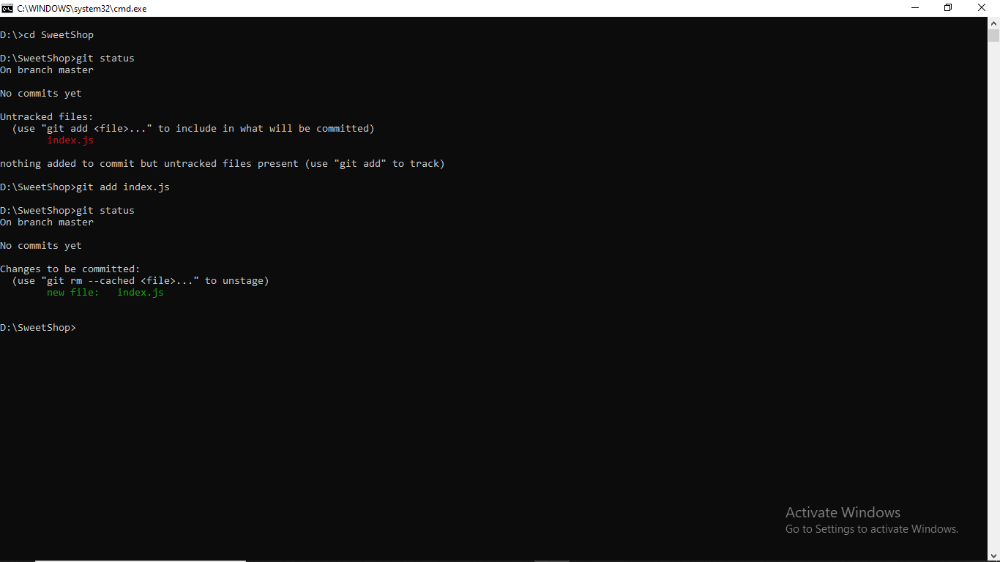 C:\WINDOWS\system32\cmd.exe
D:\>cd SweetShop
D:\SweetShop>git status
On branch master
No commits yet
Untracked files:
  (use "git add <file>..." to include in what will be committed)
        index.js
nothing added to commit but untracked files present (use "git add" to track)
D:\SweetShop>git add index.js
D:\SweetShop>git status
On branch master
No commits yet
Changes to be committed:
  (use "git rm --cached <file>..." to unstage)
        new file:   index.js
D:\SweetShop>
Activate Windows
Go to Settings to activate Windows.